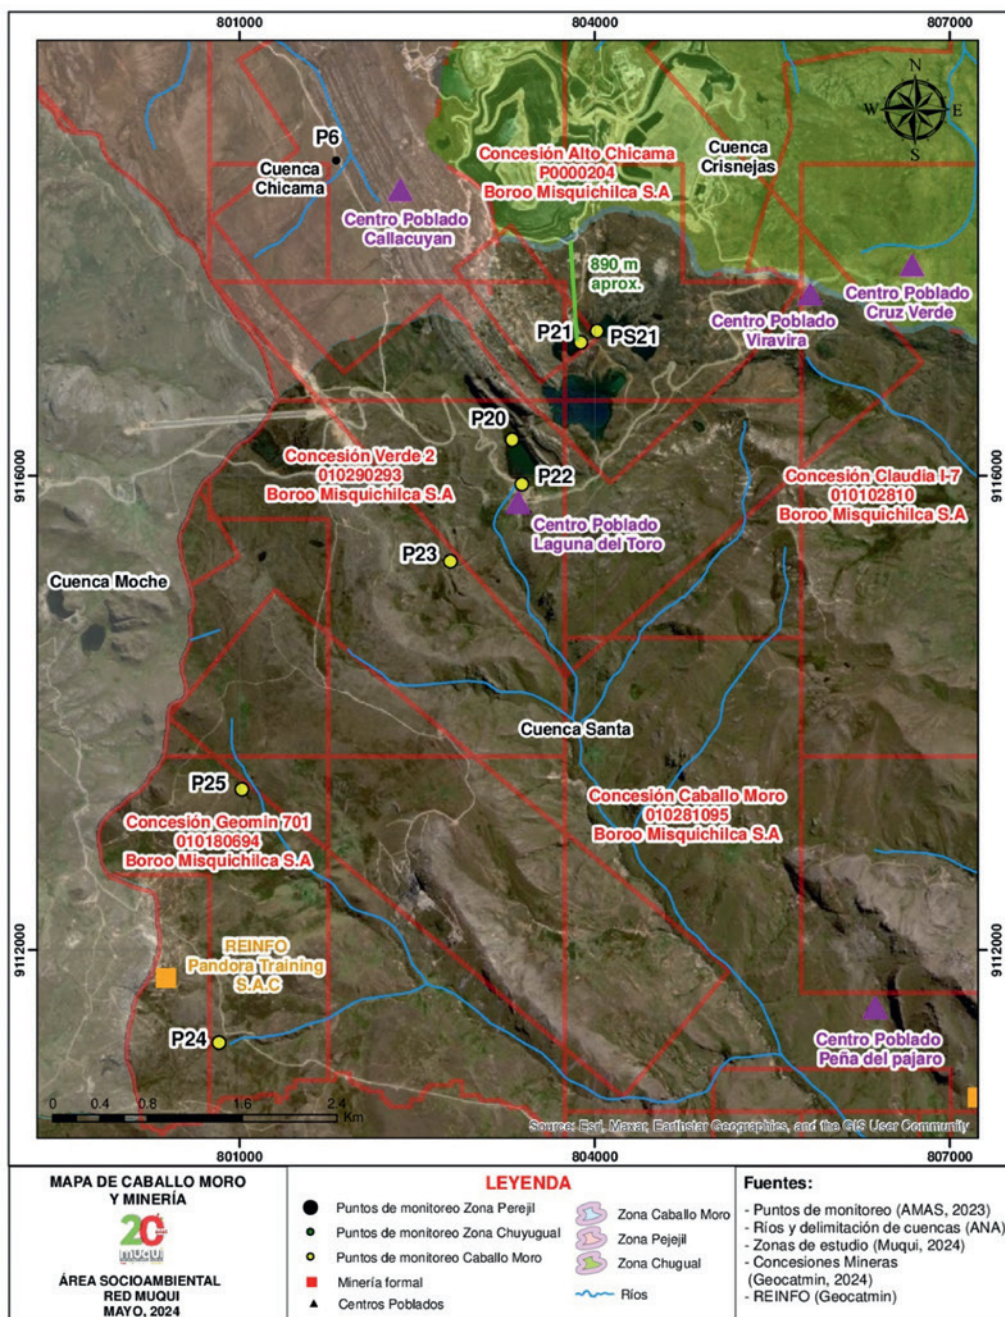 801000
804000
807000
N
W
E
S
P6
Cuenca
Chicama
Concesión Alto Chicama
P0000204
Boroo Misquichilca S.A
Cuenca
Crisnejas
Centro Poblado
Callacuyan
890 m
aprox.
Centro Poblado
Cruz Verde
Centro Poblado
Viravira
P21
PS21
P20
Concesión Verde 2
010290293
Boroo Misquichilca S.A
P22
Concesión Claudia I-7
010102810
Boroo Misquichilca S.A
9116000
9116000
Centro Poblado
Laguna del Toro
P23
Cuenca Moche
Cuenca Santa
P25
Concesión Geomin 701
010180694
Boroo Misquichilca S.A
Concesión Caballo Moro
010281095
Boroo Misquichilca S.A
9112000
9112000
REINFO
Pandora Training
S.A.C
P24
Centro Poblado
Peña del pajaro
0 0.4 0.8 1.6 2.4
Km
Source: Esri, Maxar, Earthstar Geographics, and the GIS User Community
801000
804000
807000
MAPA DE CABALLO MORO
Y MINERÍA
20
muqui
ÁREA SOCIOAMBIENTAL
RED MUQUI
MAYO, 2024
LEYENDA
Puntos de monitoreo Zona Perejil
Puntos de monitoreo Zona Chuyugual
Puntos de monitoreo Caballo Moro
Minería formal
Centros Poblados
Zona Caballo Moro
Zona Pejejil
Zona Chugual
Ríos
Fuentes:
- Puntos de monitoreo (AMAS, 2023)
- Ríos y delimitación de cuencas (ANA)
- Zonas de estudio (Muqui, 2024)
- Concesiones Mineras
(Geocatmin, 2024)
- REINFO (Geocatmin)